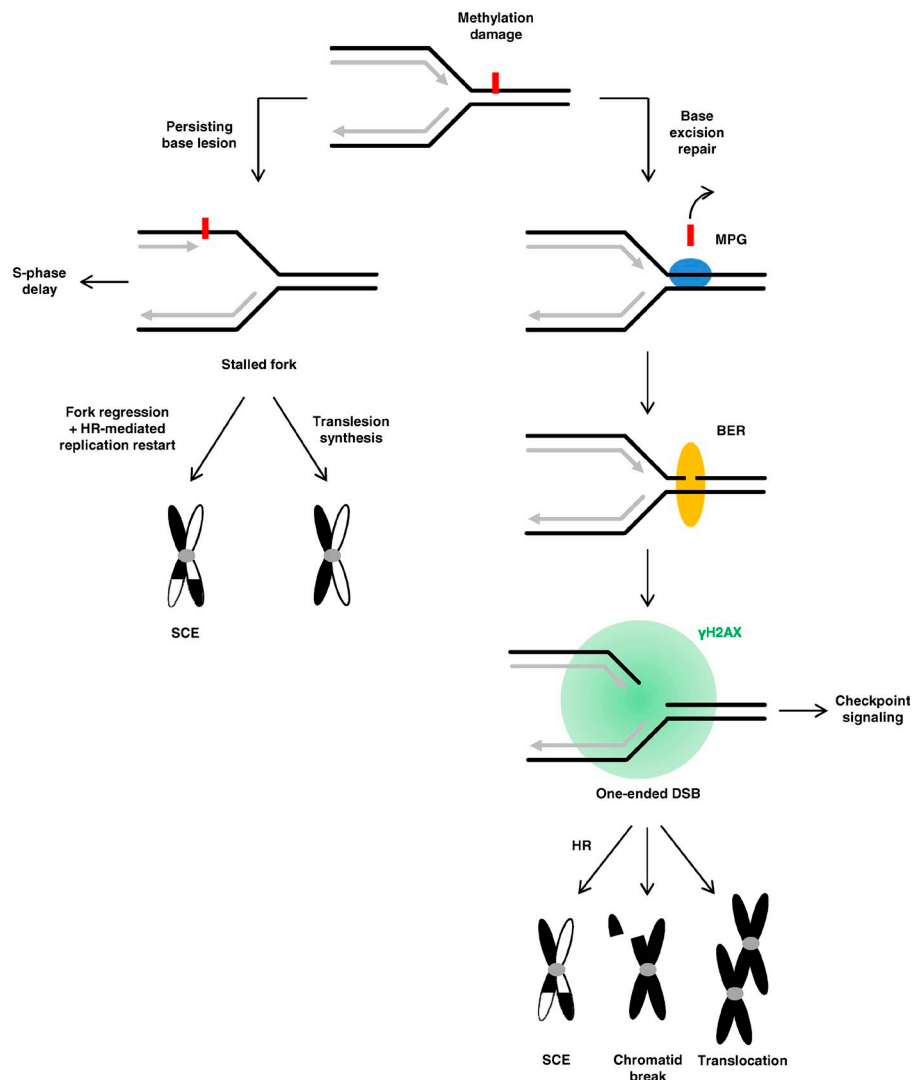 Methylation
damage
Persisting
base lesion
Base
excision
repair
MPG
S-phase
delay
Stalled fork
Fork regression
+ HR-mediated
replication restart
Translesion
synthesis
BER
SCE
γH2AX
Checkpoint
signaling
One-ended DSB
HR
SCE
Chromatid
break
Translocation